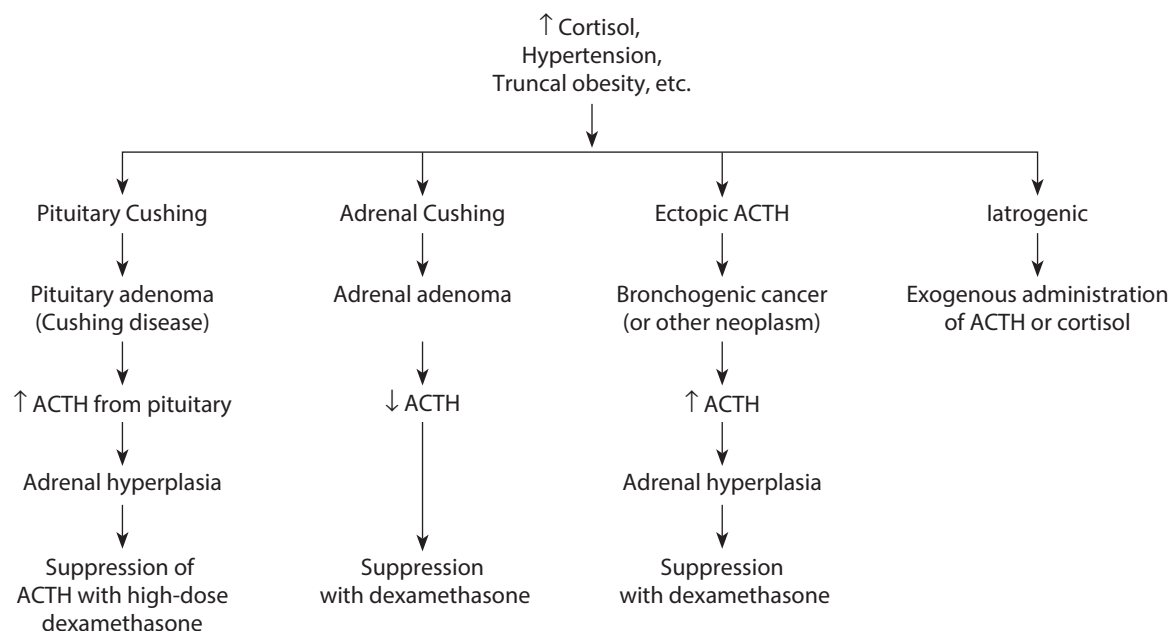 ↑ Cortisol,
Hypertension,
Truncal obesity, etc.
Pituitary Cushing
Adrenal Cushing
Ectopic ACTH
Iatrogenic
Pituitary adenoma
(Cushing disease)
Adrenal adenoma
Bronchogenic cancer
(or other neoplasm)
Exogenous administration
of ACTH or cortisol
↑ ACTH from pituitary
↓ ACTH
↑ ACTH
Adrenal hyperplasia
Adrenal hyperplasia
Suppression of
ACTH with high-dose
dexamethasone
Suppression
with dexamethasone
Suppression
with dexamethasone